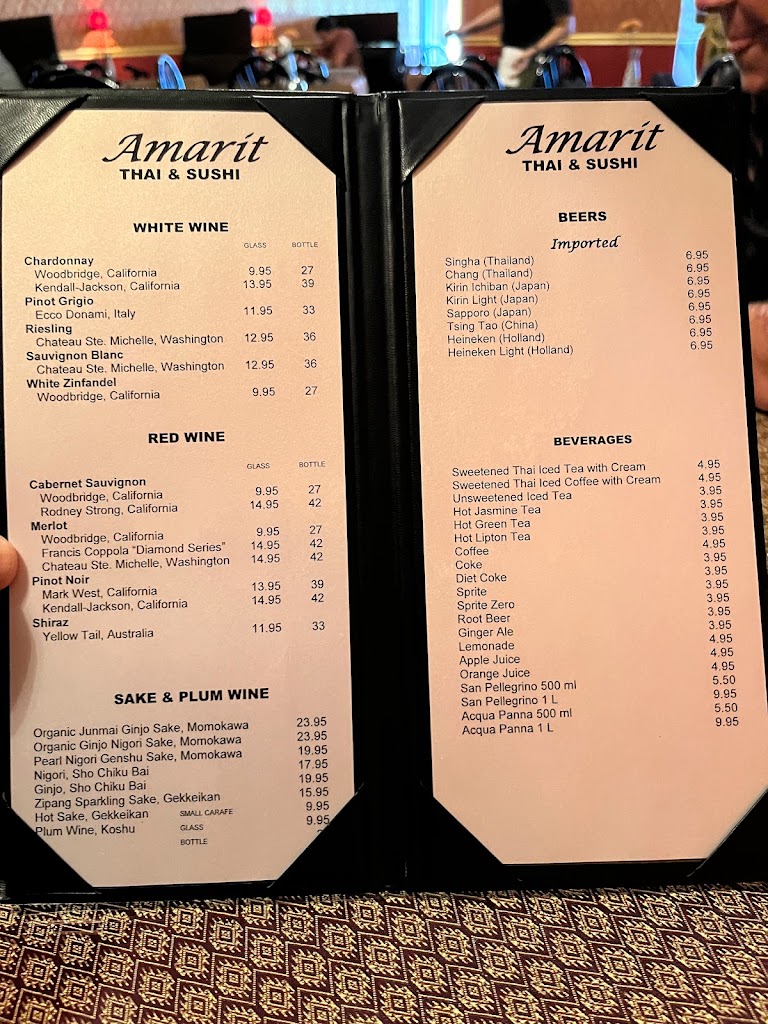 Amarit
THAI & SUSHI
WHITE WINE
GLASS BOTTLE
Chardonnay
Woodbridge, California 9.95 27
Kendall-Jackson, California 13.95 39
Pinot Grigio
Ecco Donami, Italy 11.95 33
Riesling
Chateau Ste. Michelle, Washington 12.95 36
Sauvignon Blanc
Chateau Ste. Michelle, Washington 12.95 36
White Zinfandel
Woodbridge, California 9.95 27
RED WINE
GLASS BOTTLE
Cabernet Sauvignon
Woodbridge, California 9.95 27
Rodney Strong, California 14.95 42
Merlot
Woodbridge, California 9.95 27
Francis Coppola "Diamond Series" 14.95 42
Chateau Ste. Michelle, Washington 14.95 42
Pinot Noir
Mark West, California 13.95 39
Kendall-Jackson, California 14.95 42
Shiraz
Yellow Tail, Australia 11.95 33
SAKE & PLUM WINE
Organic Junmai Ginjo Sake, Momokawa 23.95
Organic Ginjo Nigori Sake, Momokawa 23.95
Pearl Nigori Genshu Sake, Momokawa 19.95
Nigori, Sho Chiku Bai 17.95
Ginjo, Sho Chiku Bai 19.95
Zipang Sparkling Sake, Gekkeikan 15.95
Hot Sake, Gekkeikan SMALL CARAFE 9.95
Plum Wine, Koshu GLASS 9.95
BOTTLE
Amarit
THAI & SUSHI
BEERS
Imported
Singha (Thailand) 6.95
Chang (Thailand) 6.95
Kirin Ichiban (Japan) 6.95
Kirin Light (Japan) 6.95
Sapporo (Japan) 6.95
Tsing Tao (China) 6.95
Heineken (Holland) 6.95
Heineken Light (Holland) 6.95
BEVERAGES
Sweetened Thai Iced Tea with Cream 4.95
Sweetened Thai Iced Coffee with Cream 4.95
Unsweetened Iced Tea 3.95
Hot Jasmine Tea 3.95
Hot Green Tea 3.95
Hot Lipton Tea 3.95
Coffee 4.95
Coke 3.95
Diet Coke 3.95
Sprite 3.95
Sprite Zero 3.95
Root Beer 3.95
Ginger Ale 3.95
Lemonade 4.95
Apple Juice 4.95
Orange Juice 4.95
San Pellegrino 500 ml 5.50
San Pellegrino 1 L 9.95
Acqua Panna 500 ml 5.50
Acqua Panna 1 L 9.95